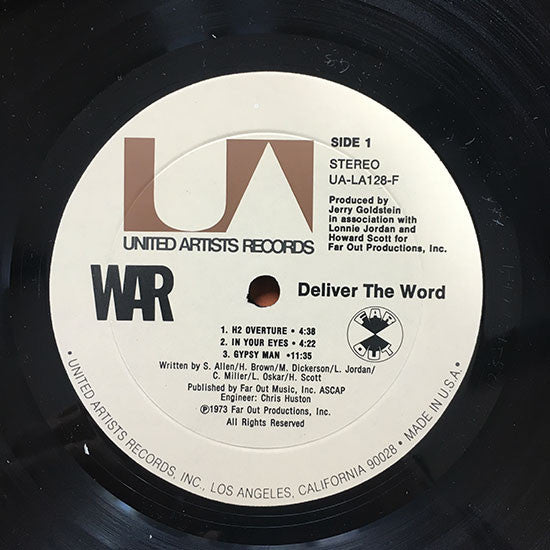 UA
UNITED ARTISTS RECORDS
SIDE 1
STEREO
UA-LA128-F
Produced by
Jerry Goldstein
in association with
Lonnie Jordan and
Howard Scott for
Far Out Productions, Inc.
WAR
Deliver The Word
FAR
OUT
1. H2 OVERTURE • 4:38
2. IN YOUR EYES • 4:22
3. GYPSY MAN •11:35
Written by S. Allen/H. Brown/M. Dickerson/L. Jordan/
C. Miller/L. Oskar/H. Scott
Published by Far Out Music, Inc. ASCAP
Engineer: Chris Huston
℗1973 Far Out Productions, Inc.
All Rights Reserved
• UNITED ARTISTS RECORDS, INC., LOS ANGELES, CALIFORNIA 90028 • MADE IN U.S.A. •